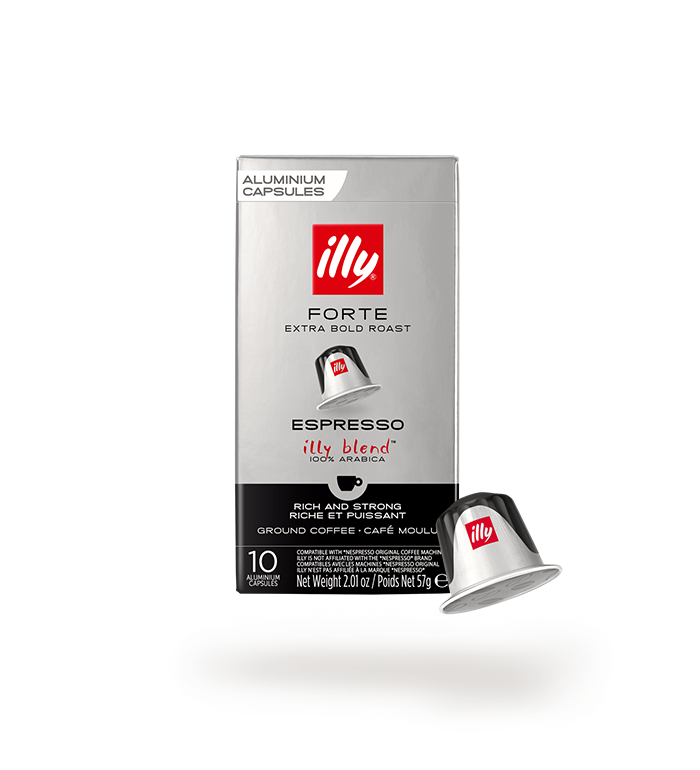 ALUMINIUM
CAPSULES
illy®
FORTE
EXTRA BOLD ROAST
illy
ESPRESSO
illy blend™
100% ARABICA
RICH AND STRONG
RICHE ET PUISSANT
GROUND COFFEE · CAFÉ MOULU
illy
10
ALUMINIUM
CAPSULES
COMPATIBLE WITH *NESPRESSO ORIGINAL COFFEE MACHIN
ILLY IS NOT AFFILIATED WITH THE *NESPRESSO® BRAND
COMPATIBLES AVEC LES MACHINES *NESPRESSO ORIGINAL
ILLY N'EST PAS AFFILIÉE À LA MARQUE *NESPRESSO®
Net Weight 2.01 oz / Poids Net 57g ℮